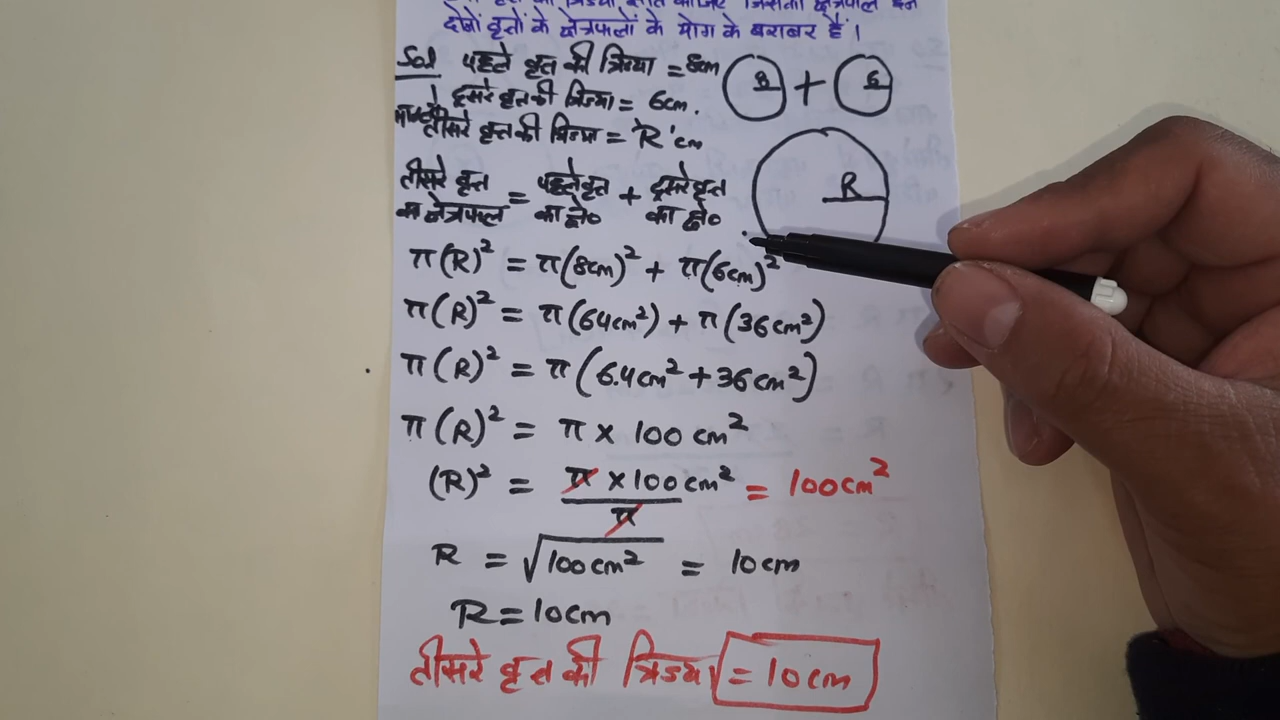 दोनों वृतों के क्षेत्रफलों के योग के बराबर हैं।
Sol पहले वृत की त्रिज्या = 8cm
दूसरे वृत की त्रिज्या = 6cm.
तीसरे वृत की त्रिज्या = 'R' cm
8 + 6
R
तीसरे वृत का क्षेत्रफल = पहले वृत का क्षे० + दूसरे वृत का क्षे०
π(R)² = π(8cm)² + π(6cm)²
π(R)² = π(64cm²) + π(36cm²)
π(R)² = π(64cm² + 36cm²)
π(R)² = π × 100 cm²
(R)² = π × 100 cm² / π = 100cm²
R = √100cm² = 10cm
R = 10cm
तीसरे वृत की त्रिज्या = 10cm